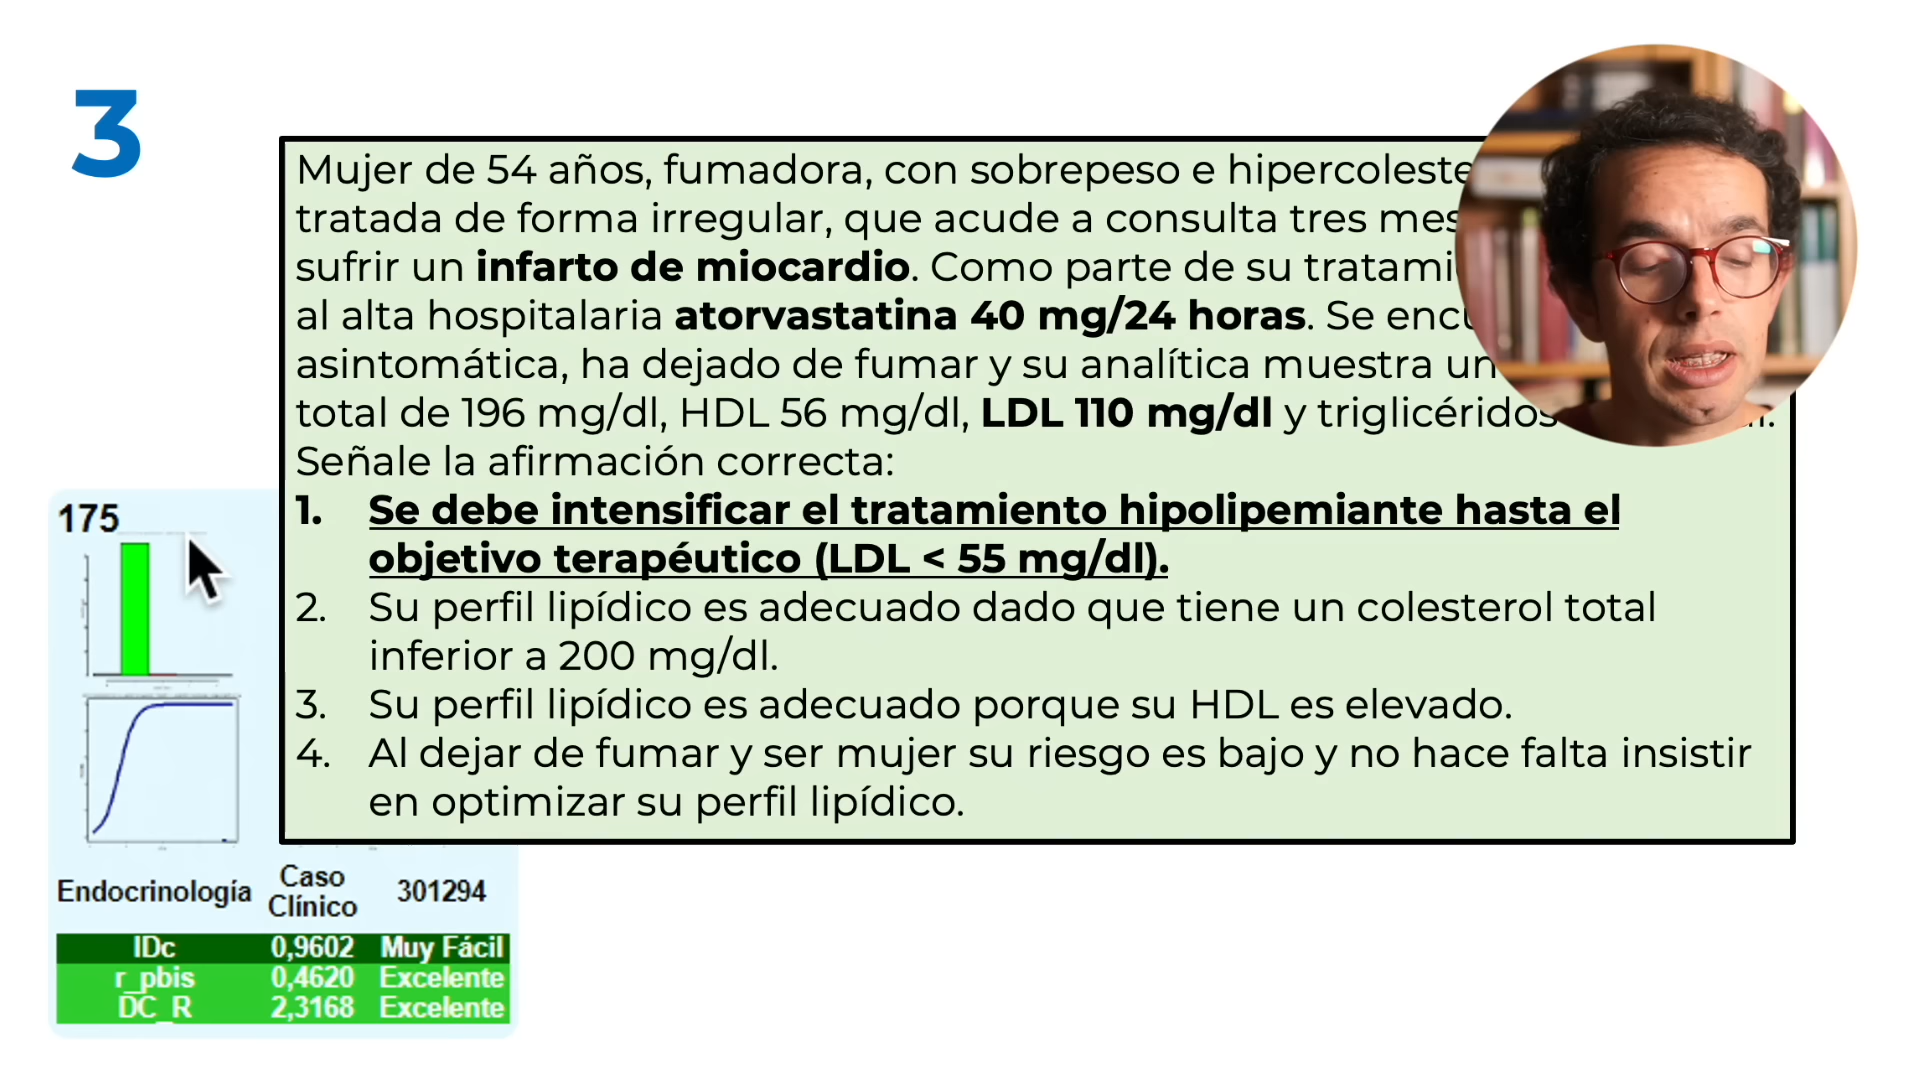 3
Mujer de 54 años, fumadora, con sobrepeso e
tratada de forma irregular, que acude a consulta tres
sufrir un infarto de miocardio. Como parte de su
al alta hospitalaria atorvastatina 40 mg/24 horas. Se
asintomática, ha dejado de fumar y su analítica muestra
total de 196 mg/dl, HDL 56 mg/dl, LDL 110 mg/dl y triglicéridos
Señale la afirmación correcta:
1. Se debe intensificar el tratamiento hipolipemiante hasta el
objetivo terapéutico (LDL < 55 mg/dl).
2. Su perfil lipídico es adecuado dado que tiene un colesterol total
inferior a 200 mg/dl.
3. Su perfil lipídico es adecuado porque su HDL es elevado.
4. Al dejar de fumar y ser mujer su riesgo es bajo y no hace falta insistir
en optimizar su perfil lipídico.
175
Endocrinología Caso Clínico 301294
IDc 0,9602 Muy Fácil
r_pbis 0,4620 Excelente
DC_R 2,3168 Excelente